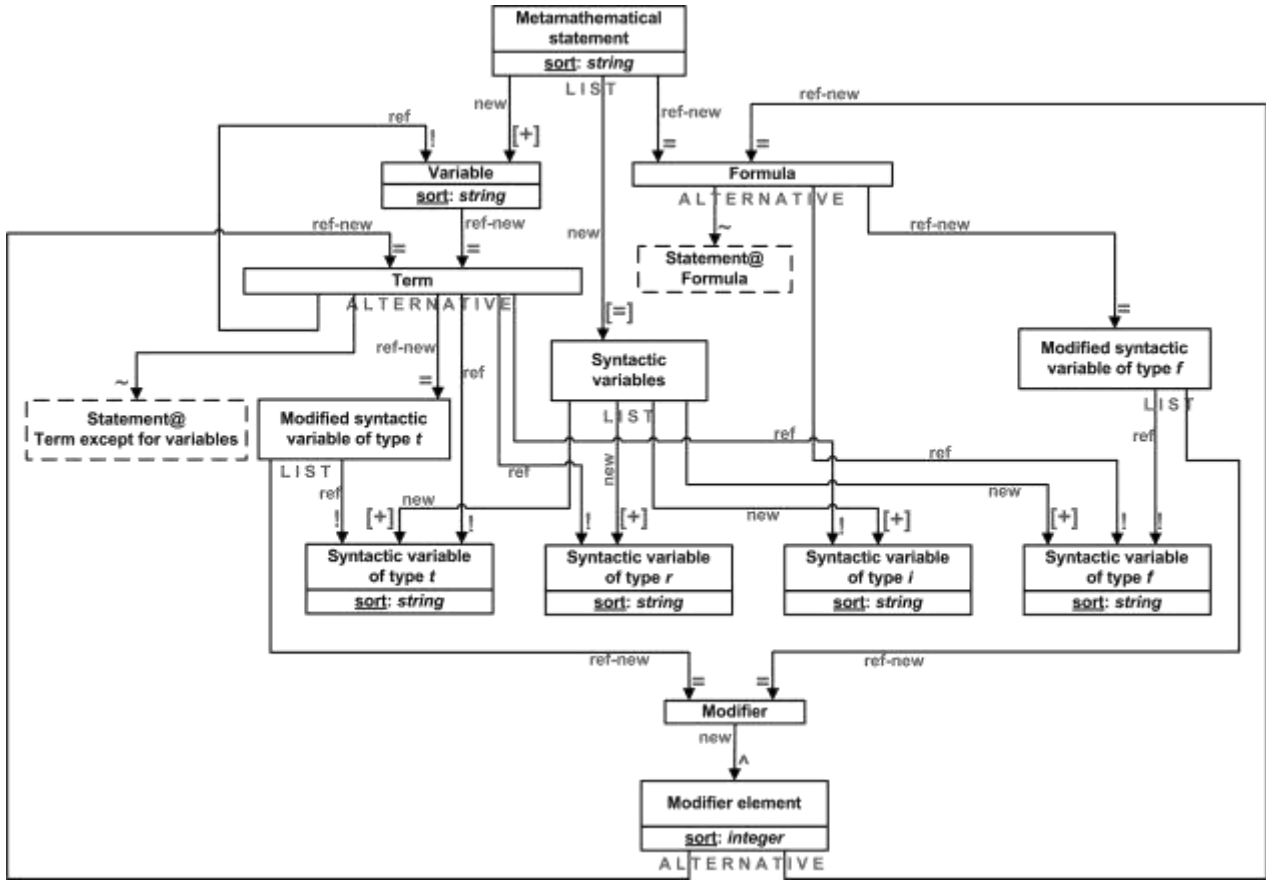 Metamathematical
statement
sort: string
LIST
new
ref-new
ref-new
ref
!
[+]
=
=
Variable
sort: string
Formula
ALTERNATIVE
ref-new
ref-new
new
~
ref-new
=
=
Statement@
Formula
Term
ALTERNATIVE
[=]
=
ref-new
ref
~
=
Syntactic
variables
LIST
Modified syntactic
variable of type f
LIST
Statement@
Term except for variables
Modified syntactic
variable of type t
LIST
ref
ref
new
ref
new
new
ref
ref
new
!
[+]
!
!
[+]
!
[+]
[+]
!
!
Syntactic variable
of type t
sort: string
Syntactic variable
of type r
sort: string
Syntactic variable
of type i
sort: string
Syntactic variable
of type f
sort: string
ref-new
ref-new
=
=
Modifier
new
^
Modifier element
sort: integer
ALTERNATIVE